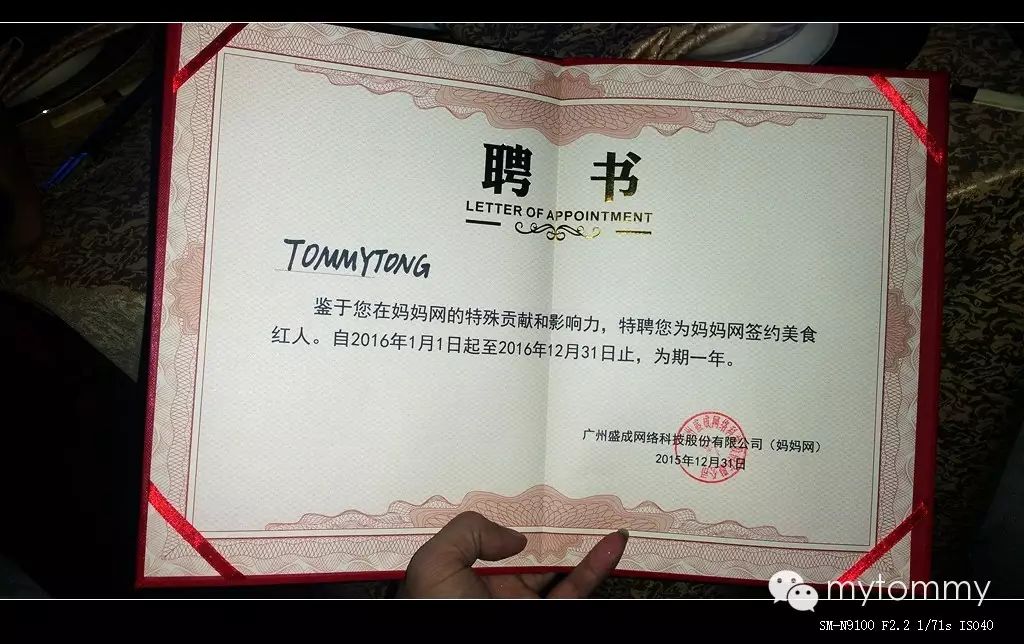 聘 书
LETTER OF APPOINTMENT
TOMMYTONG
鉴于您在妈妈网的特殊贡献和影响力，特聘您为妈妈网签约美食
红人。自2016年1月1日起至2016年12月31日止，为期一年。
广州盛成网络科技股份有限公司（妈妈网）
2015年12月31日
mytommy
SM-N9100 F2.2 1/71s ISO40